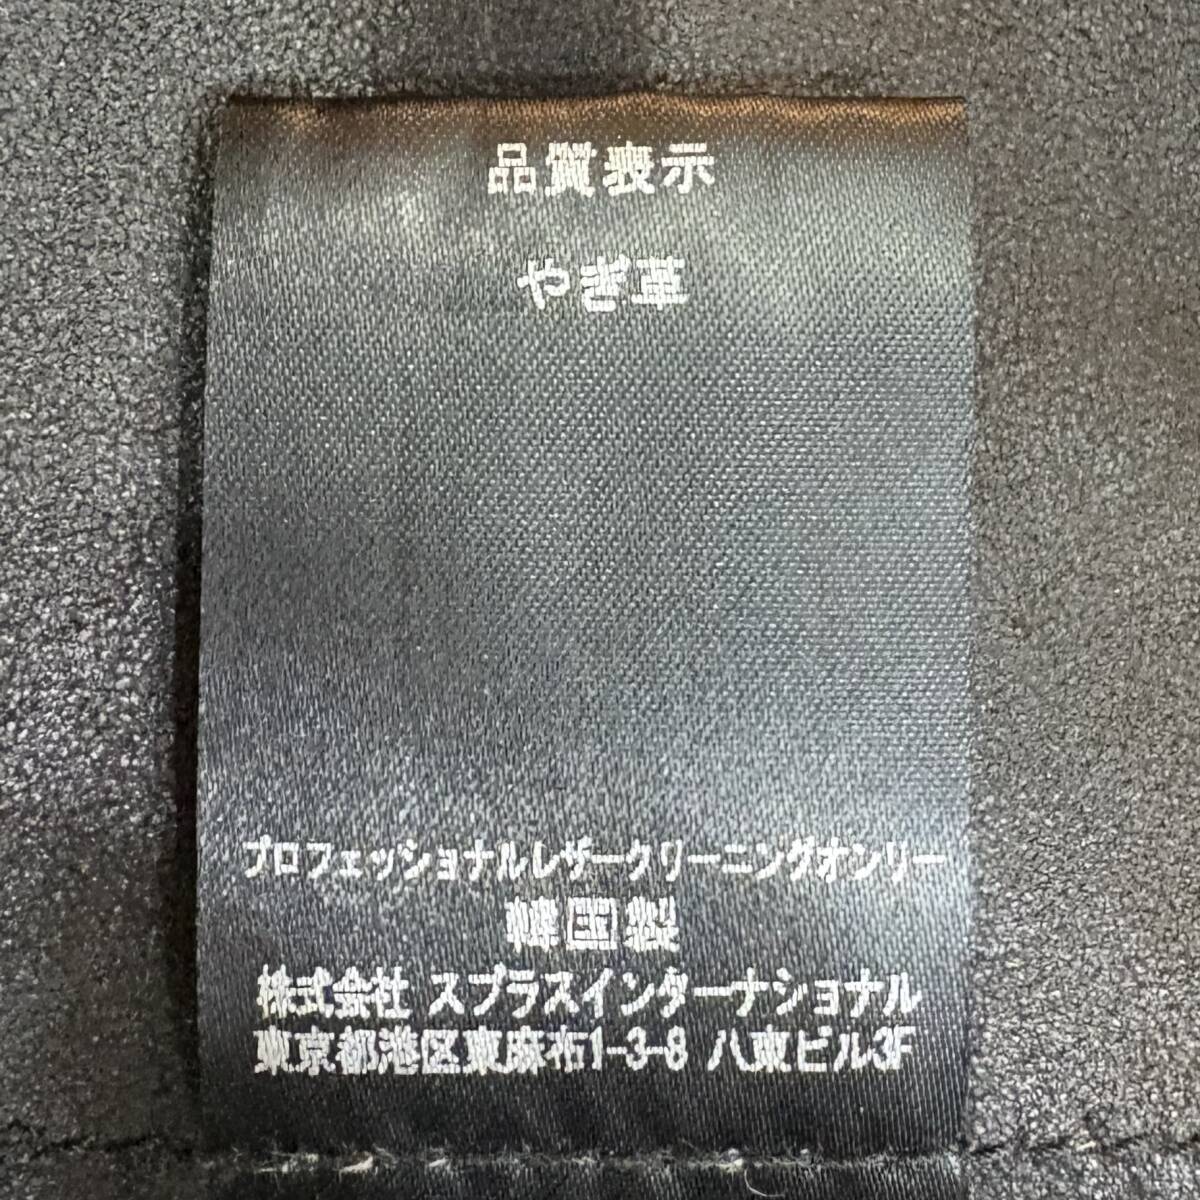 品質表示
やぎ革
プロフェッショナルレザークリーニングオンリー
韓国製
株式会社 スプラスインターナショナル
東京都港区東麻布1-3-8 八東ビル3F